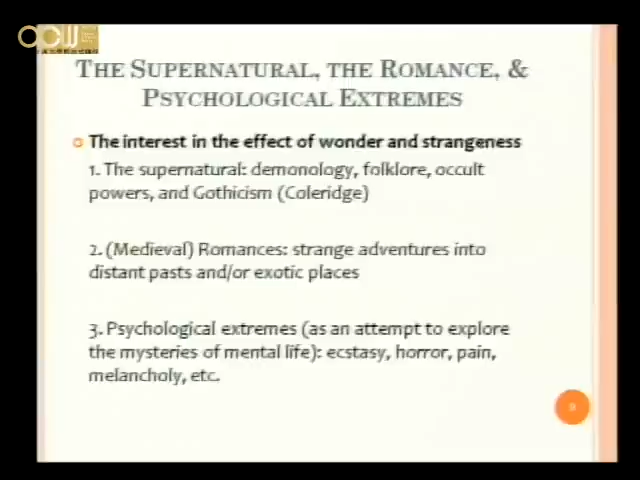 ocw
THE SUPERNATURAL, THE ROMANCE, &
PSYCHOLOGICAL EXTREMES
The interest in the effect of wonder and strangeness
1. The supernatural: demonology, folklore, occult
powers, and Gothicism (Coleridge)
2. (Medieval) Romances: strange adventures into
distant pasts and/or exotic places
3. Psychological extremes (as an attempt to explore
the mysteries of mental life): ecstasy, horror, pain,
melancholy, etc.